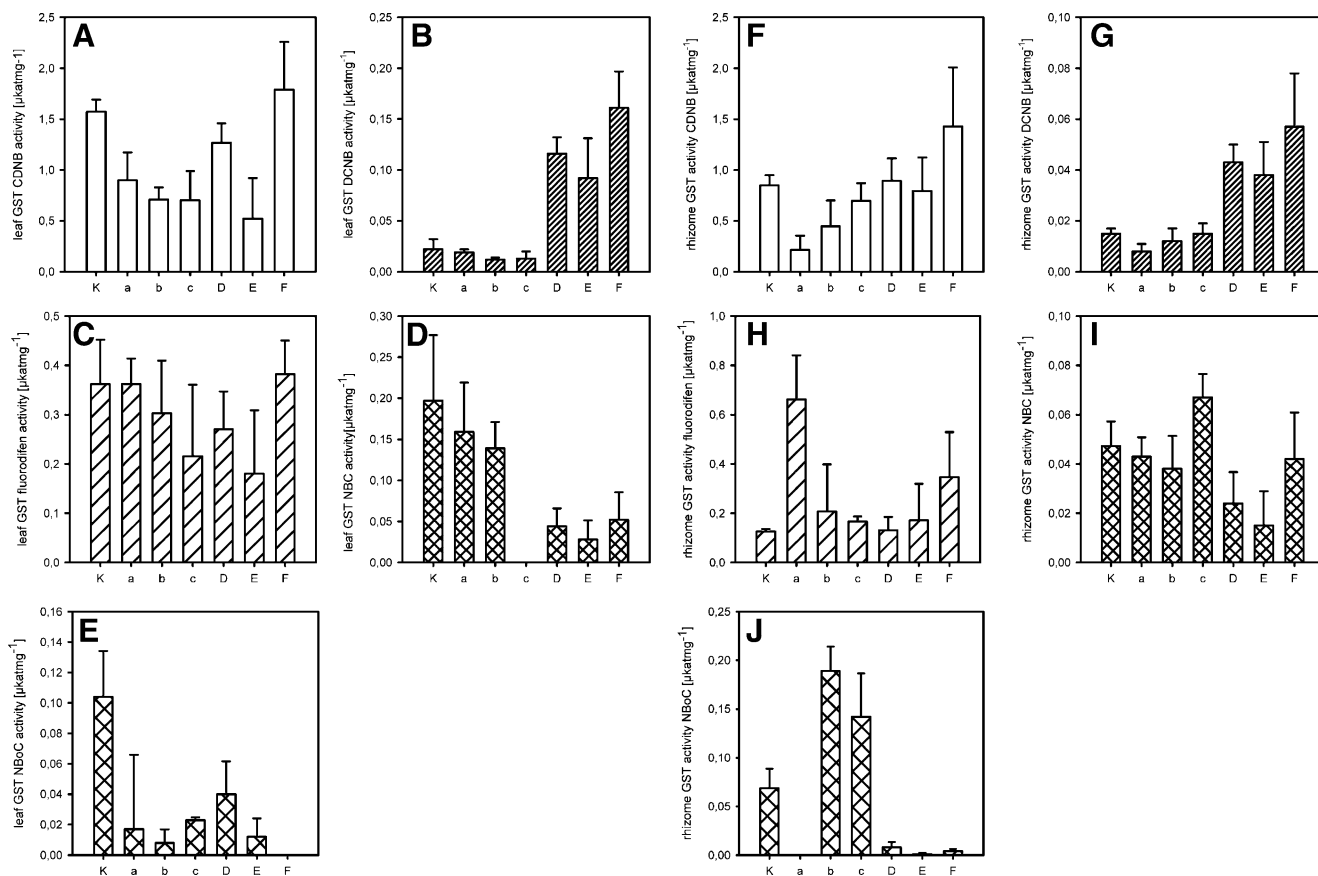 A
leaf GST CDNB activity [µkatmg-1]
2,5
2,0
1,5
1,0
0,5
0,0
K a b c D E F
B
leaf GST DCNB activity [µkatmg-1]
0,25
0,20
0,15
0,10
0,05
0,00
K a b c D E F
F
rhizome GST activity CDNB [µkatmg-1]
2,5
2,0
1,5
1,0
0,5
0,0
K a b c D E F
G
rhizome GST activity DCNB [µkatmg-1]
0,10
0,08
0,06
0,04
0,02
0,00
K a b c D E F
C
leaf GST fluorodifen activity [µkatmg-1]
0,5
0,4
0,3
0,2
0,1
0,0
K a b c D E F
D
leaf GST NBC activity[µkatmg-1]
0,30
0,25
0,20
0,15
0,10
0,05
0,00
K a b c D E F
H
rhizome GST activity fluorodifen [µkatmg-1]
1,0
0,8
0,6
0,4
0,2
0,0
K a b c D E F
I
rhizome GST activity NBC [µkatmg-1]
0,10
0,08
0,06
0,04
0,02
0,00
K a b c D E F
E
leaf GST NBoC activity [µkatmg-1]
0,16
0,14
0,12
0,10
0,08
0,06
0,04
0,02
0,00
K a b c D E F
J
rhizome GST activity NBoC [µkatmg-1]
0,25
0,20
0,15
0,10
0,05
0,00
K a b c D E F